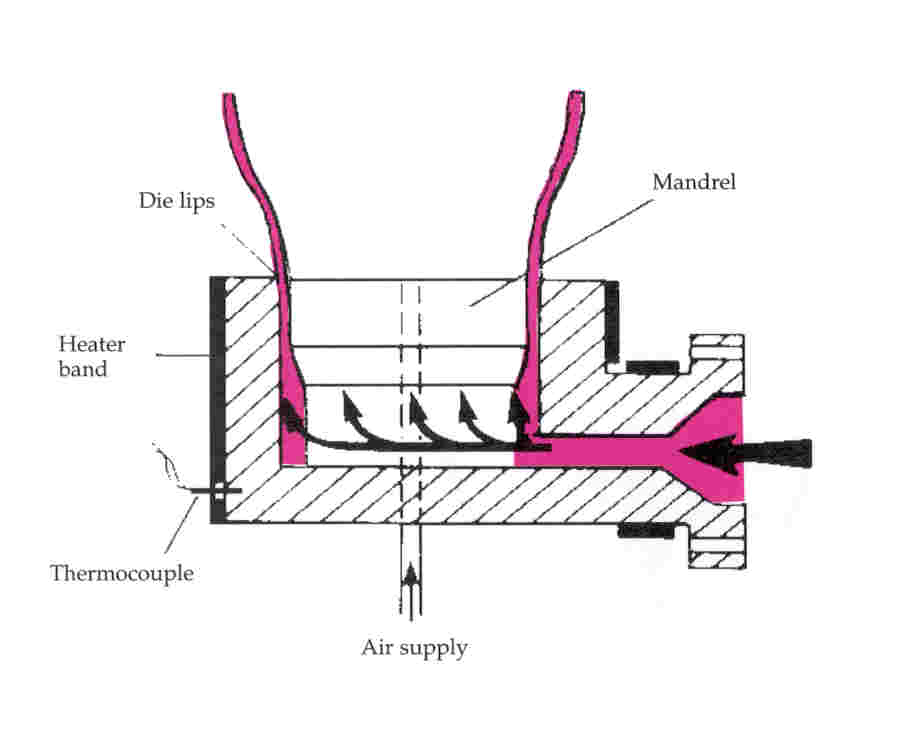 Mandrel
Die lips
Heater
band
Thermocouple
Air supply